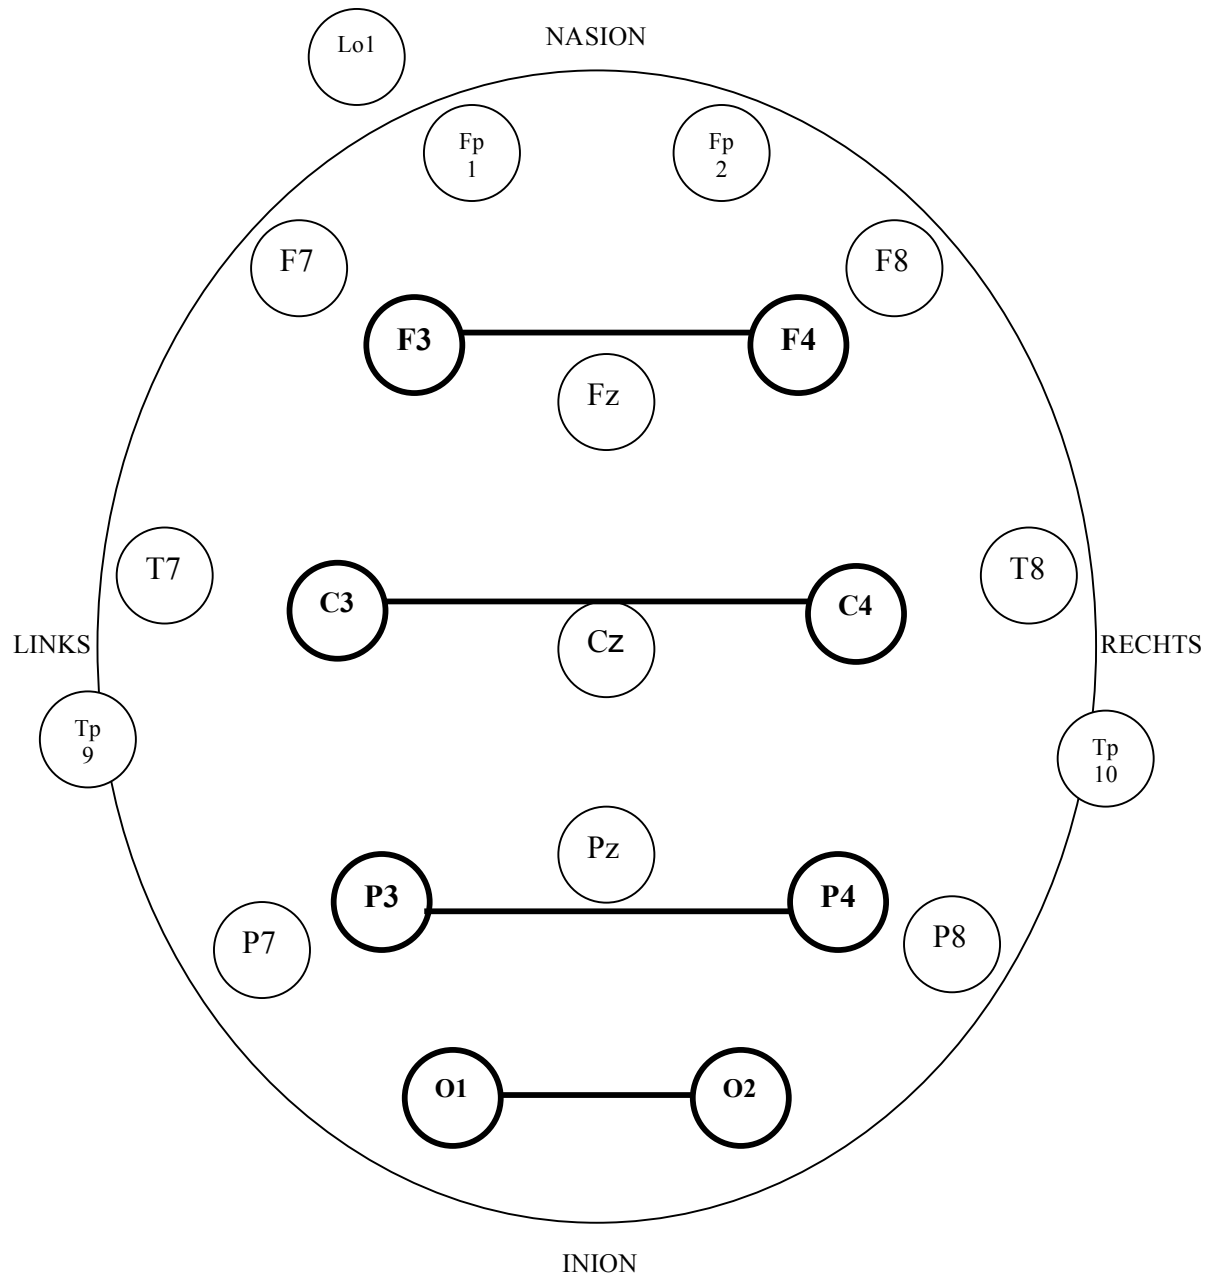 Lo1
NASION
Fp
1
Fp
2
F7
F8
F3
F4
Fz
T7
T8
C3
C4
Cz
LINKS
RECHTS
Tp
9
Tp
10
Pz
P3
P4
P7
P8
O1
O2
INION